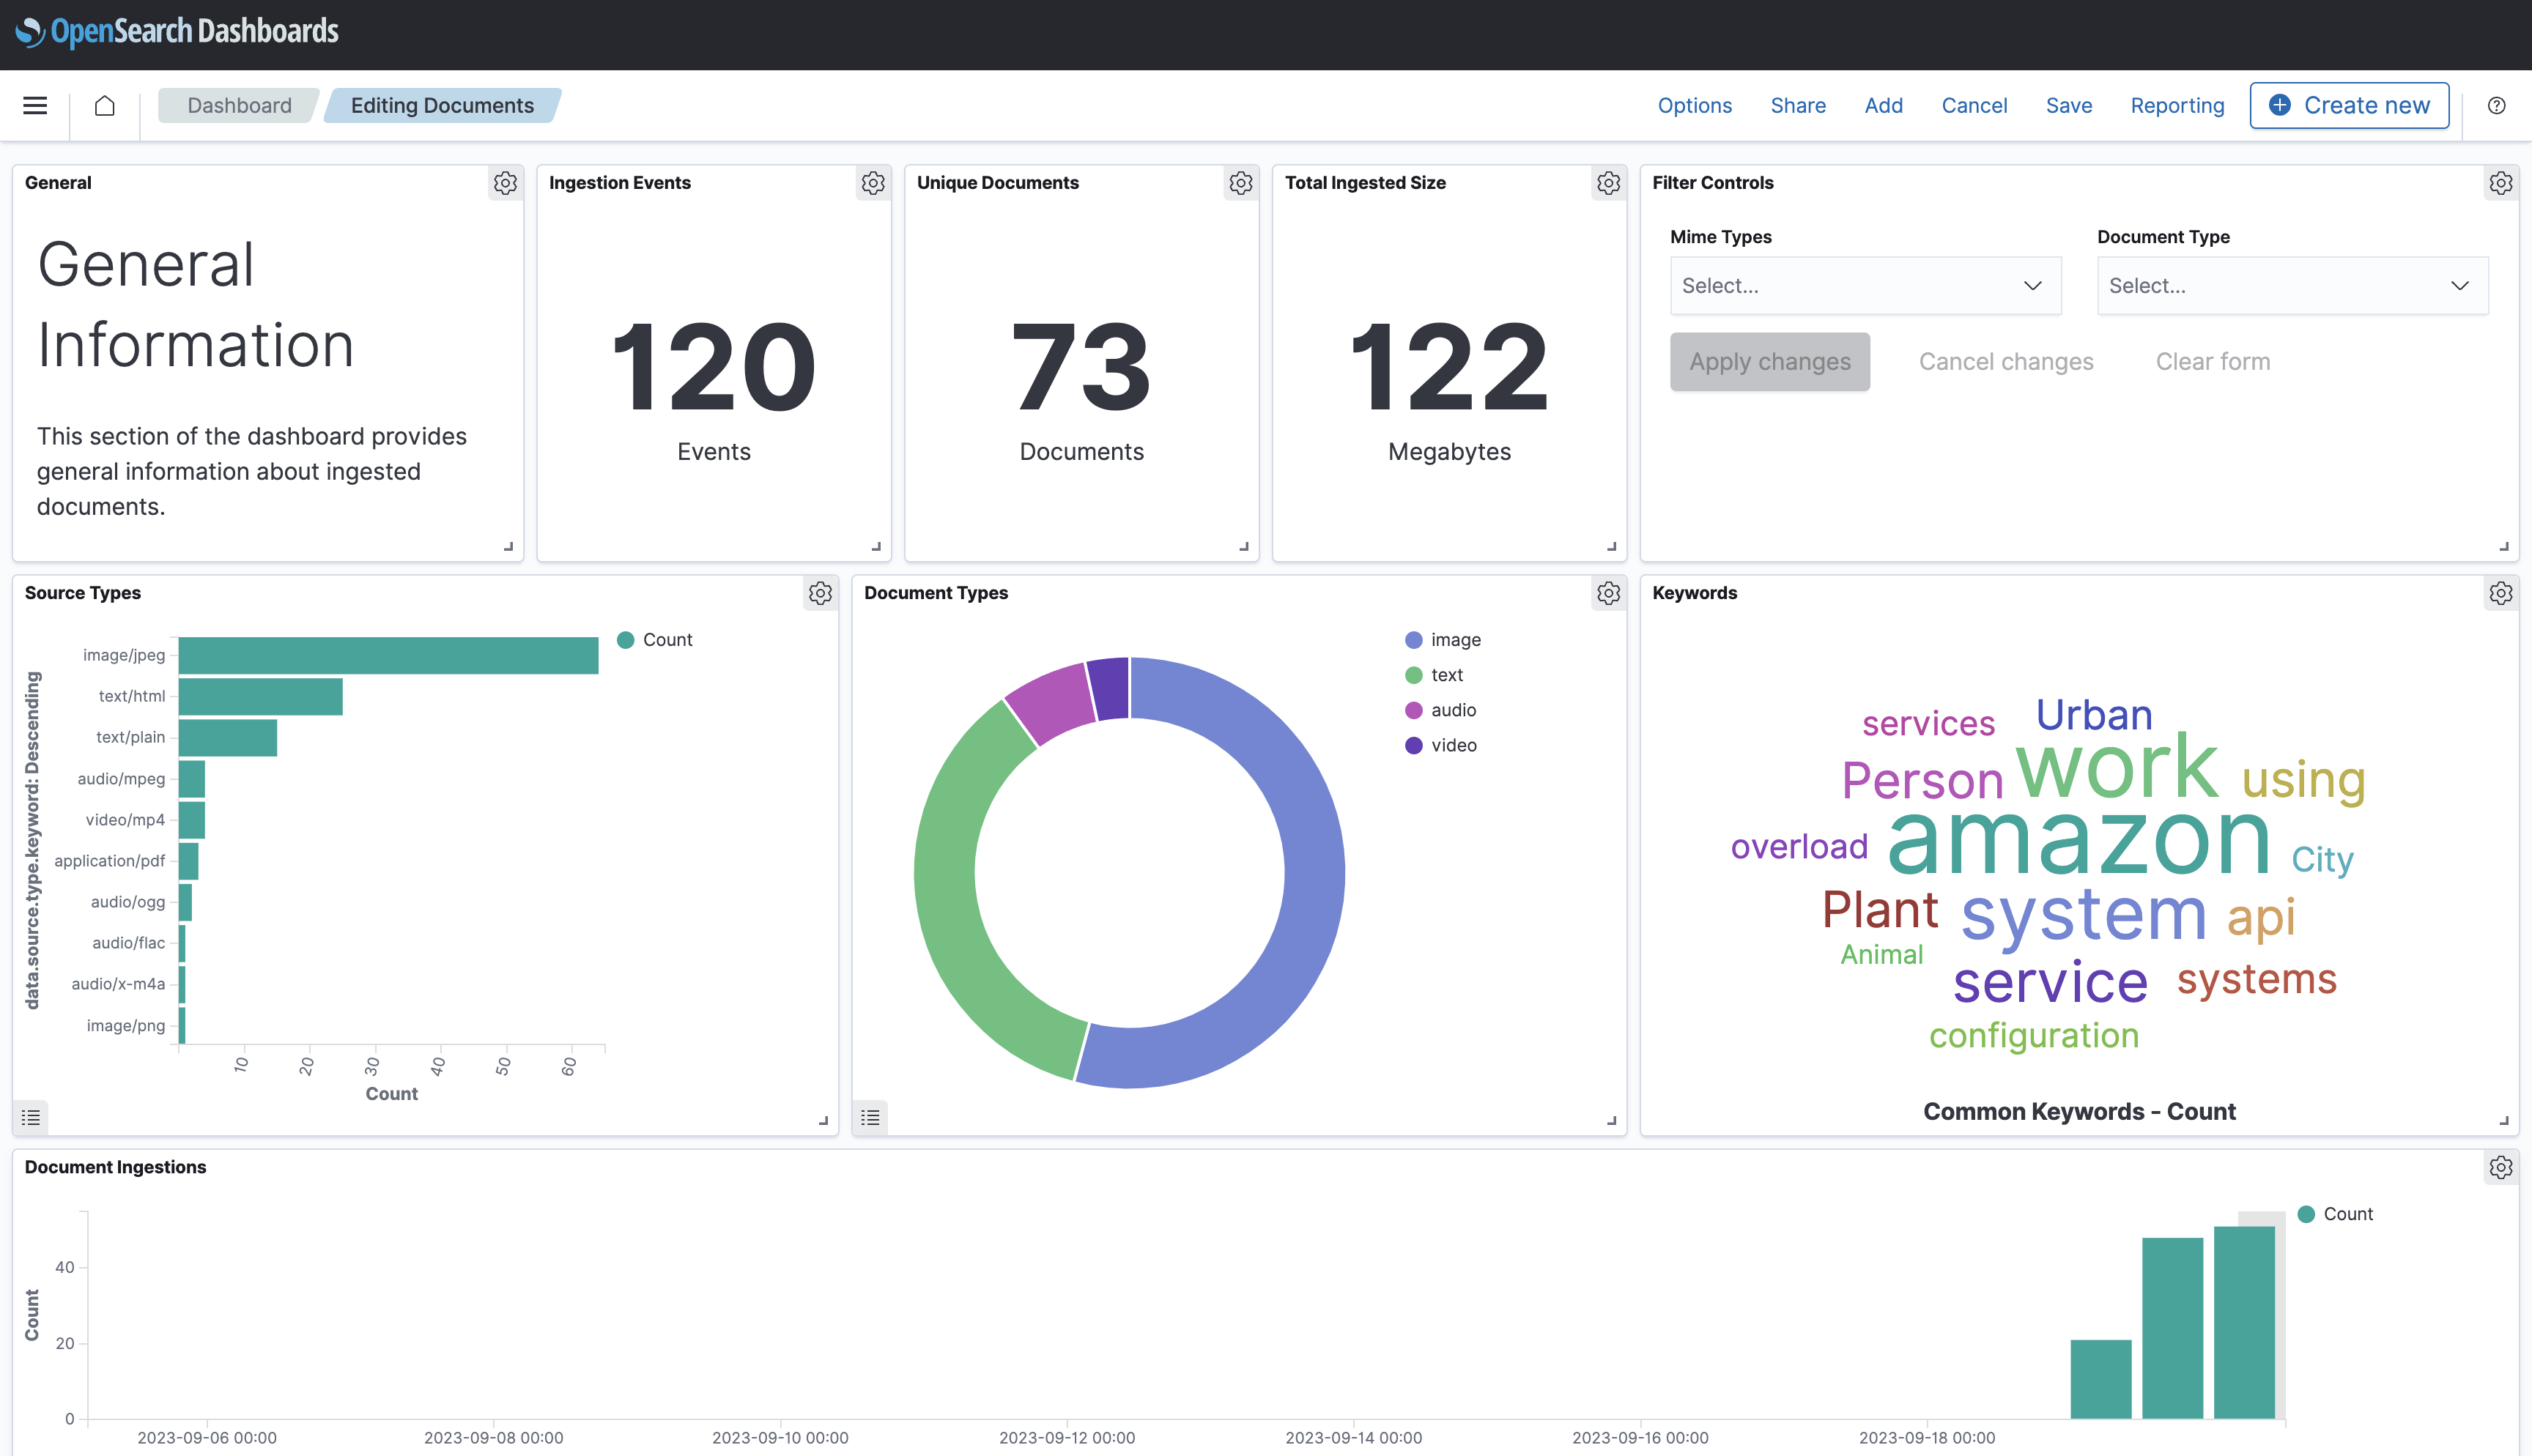 OpenSearch Dashboards
Dashboard
Editing Documents
Options
Share
Add
Cancel
Save
Reporting
Create new
General
General
Information
This section of the dashboard provides
general information about ingested
documents.
Ingestion Events
120
Events
Unique Documents
73
Documents
Total Ingested Size
122
Megabytes
Filter Controls
Mime Types
Select...
Document Type
Select...
Apply changes
Cancel changes
Clear form
Source Types
data.source.type.keyword: Descending
image/jpeg
text/html
text/plain
audio/mpeg
video/mp4
application/pdf
audio/ogg
audio/flac
audio/x-m4a
image/png
10
20
30
40
50
60
Count
Count
Document Types
image
text
audio
video
Keywords
services
Urban
Person
work
using
overload
amazon
City
Plant
system
api
Animal
service
systems
configuration
Common Keywords - Count
Document Ingestions
Count
40
20
0
2023-09-06 00:00
2023-09-08 00:00
2023-09-10 00:00
2023-09-12 00:00
2023-09-14 00:00
2023-09-16 00:00
2023-09-18 00:00
Count